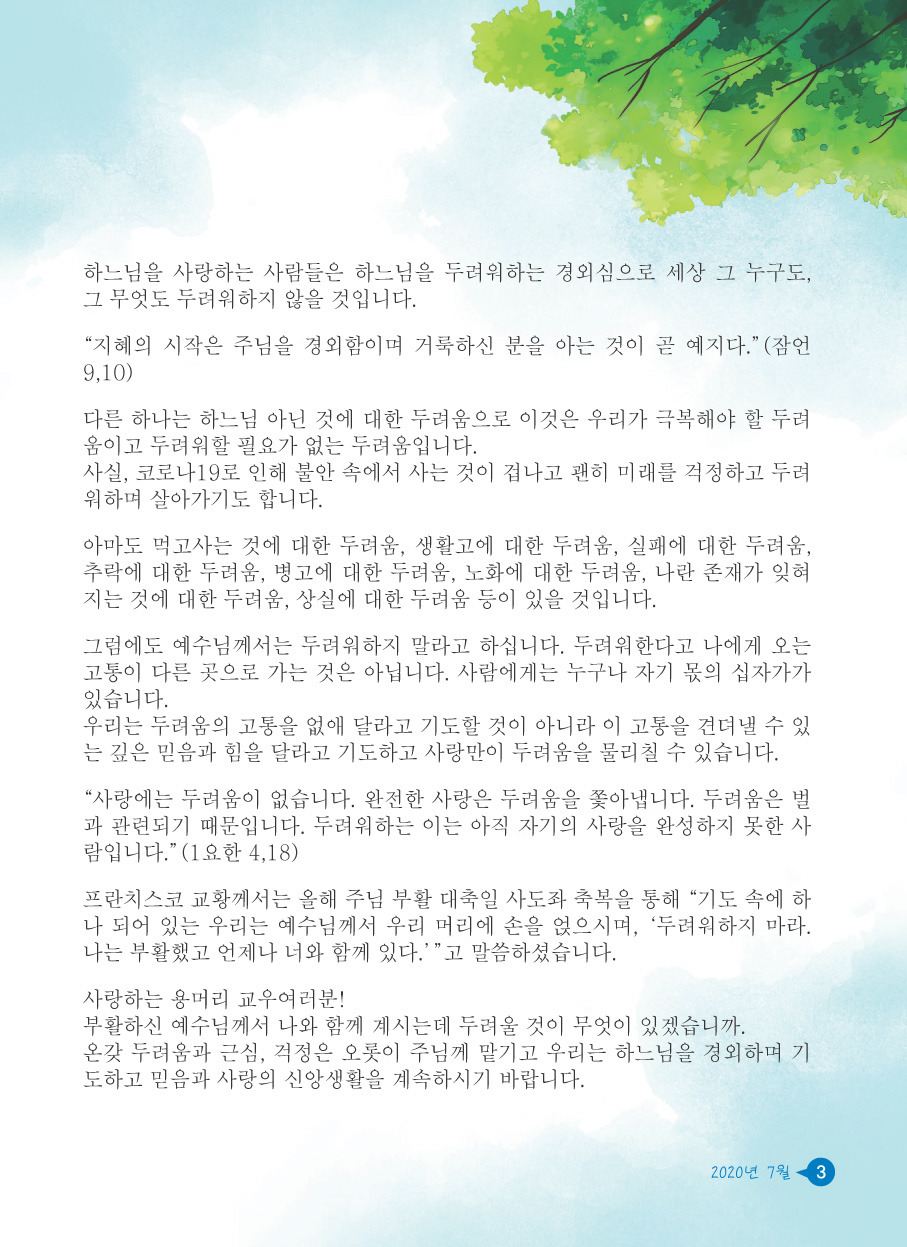 하느님을 사랑하는 사람들은 하느님을 두려워하는 경외심으로 세상 그 누구도,
그 무엇도 두려워하지 않을 것입니다.
“지혜의 시작은 주님을 경외함이며 거룩하신 분을 아는 것이 곧 예지다.”(잠언
9,10)
다른 하나는 하느님 아닌 것에 대한 두려움으로 이것은 우리가 극복해야 할 두려
움이고 두려워할 필요가 없는 두려움입니다.
사실, 코로나19로 인해 불안 속에서 사는 것이 겁나고 괜히 미래를 걱정하고 두려
워하며 살아가기도 합니다.
아마도 먹고사는 것에 대한 두려움, 생활고에 대한 두려움, 실패에 대한 두려움,
추락에 대한 두려움, 병고에 대한 두려움, 노화에 대한 두려움, 나란 존재가 잊혀
지는 것에 대한 두려움, 상실에 대한 두려움 등이 있을 것입니다.
그럼에도 예수님께서는 두려워하지 말라고 하십니다. 두려워한다고 나에게 오는
고통이 다른 곳으로 가는 것은 아닙니다. 사람에게는 누구나 자기 몫의 십자가가
있습니다.
우리는 두려움의 고통을 없애 달라고 기도할 것이 아니라 이 고통을 견뎌낼 수 있
는 깊은 믿음과 힘을 달라고 기도하고 사랑만이 두려움을 물리칠 수 있습니다.
“사랑에는 두려움이 없습니다. 완전한 사랑은 두려움을 쫓아냅니다. 두려움은 벌
과 관련되기 때문입니다. 두려워하는 이는 아직 자기의 사랑을 완성하지 못한 사
람입니다.”(1요한 4,18)
프란치스코 교황께서는 올해 주님 부활 대축일 사도좌 축복을 통해 “기도 속에 하
나 되어 있는 우리는 예수님께서 우리 머리에 손을 얹으시며, ‘두려워하지 마라.
나는 부활했고 언제나 너와 함께 있다.’”고 말씀하셨습니다.
사랑하는 용머리 교우여러분!
부활하신 예수님께서 나와 함께 계시는데 두려울 것이 무엇이 있겠습니까.
온갖 두려움과 근심, 걱정은 오롯이 주님께 맡기고 우리는 하느님을 경외하며 기
도하고 믿음과 사랑의 신앙생활을 계속하시기 바랍니다.
2020년 7월 3